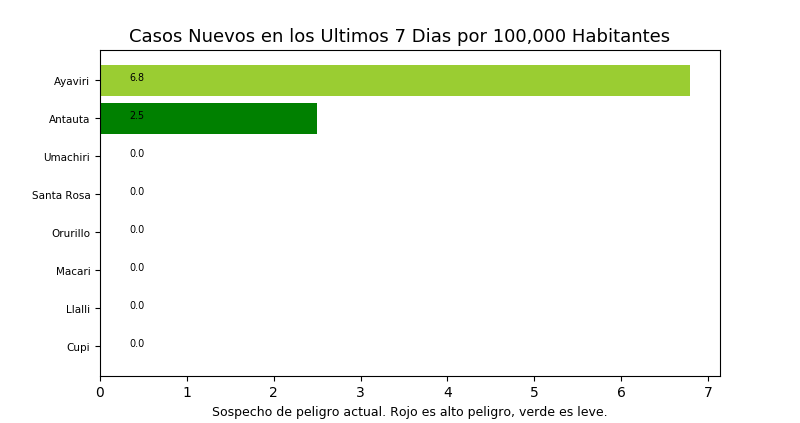 Casos Nuevos en los Ultimos 7 Dias por 100,000 Habitantes
Ayaviri 6.8
Antauta 2.5
Umachiri 0.0
Santa Rosa 0.0
Orurillo 0.0
Macari 0.0
Llalli 0.0
Cupi 0.0
0 1 2 3 4 5 6 7
Sospecho de peligro actual. Rojo es alto peligro, verde es leve.